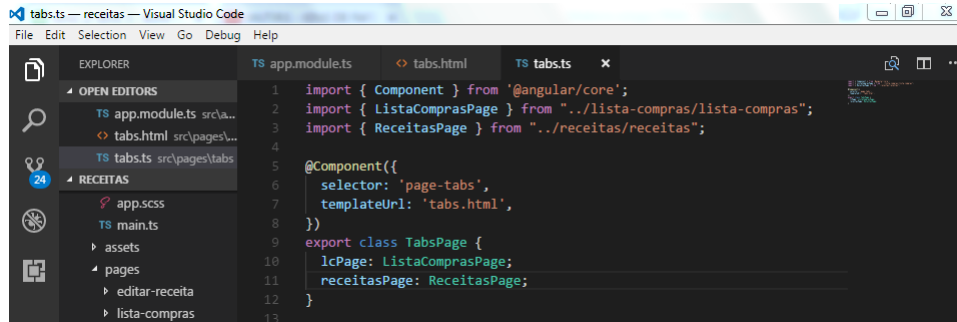 tabs.ts — receitas — Visual Studio Code
File Edit Selection View Go Debug Help
EXPLORER
OPEN EDITORS
TS app.module.ts src\a...
<> tabs.html src\pages\...
TS tabs.ts src\pages\tabs
24
RECEITAS
app.scss
TS main.ts
assets
pages
editar-receita
lista-compras
TS app.module.ts <> tabs.html TS tabs.ts ×
1 import { Component } from '@angular/core';
2 import { ListaComprasPage } from "../lista-compras/lista-compras";
3 import { ReceitasPage } from "../receitas/receitas";
4
5 @Component({
6 selector: 'page-tabs',
7 templateUrl: 'tabs.html',
8 })
9 export class TabsPage {
10 lcPage: ListaComprasPage;
11 receitasPage: ReceitasPage;
12 }
13